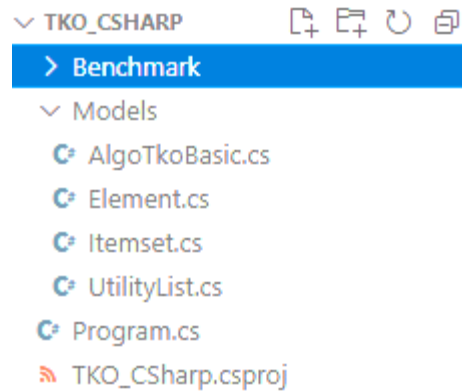 TKO_CSHARP
Benchmark
Models
C# AlgoTkoBasic.cs
C# Element.cs
C# Itemset.cs
C# UtilityList.cs
C# Program.cs
TKO_CSharp.csproj